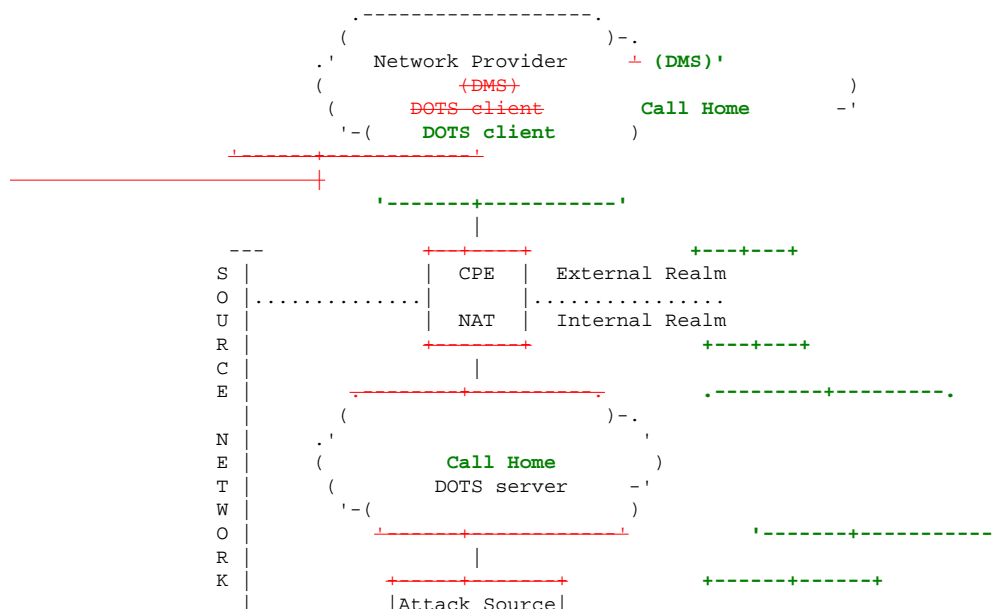 .-------------------.
(                )-.
.'     Network Provider     ' (DMS)'
(          (DMS)          )
(     DOTS client     Call Home     -'
'-(     DOTS client     )
'-------+-----------'
|
'-------+-----------'
|
---     +---+---+     +---+---+
S |     | CPE |  External Realm
O |..............|     |................
U |     | NAT |  Internal Realm
R |     +---+---+     +---+---+
C |     |
E |     .-------+---------.     .-------+---------.
|     (                )-.
N |     .'                '
E |     (     Call Home     )
T |     (     DOTS server     -'
W |     '-(                )
O |     '------+------------'     '------+-----------
R |     |
K |     +-----+-------+     +------+------+
|     |Attack Source|